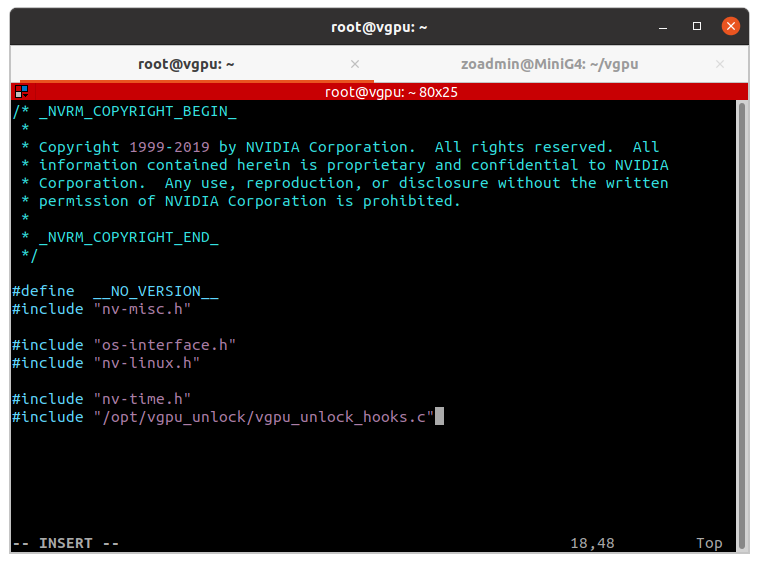 root@vgpu: ~
root@vgpu: ~ × zoadmin@MiniG4: ~/vgpu ×
root@vgpu: ~ 80x25
/* _NVRM_COPYRIGHT_BEGIN_
 *
 * Copyright 1999-2019 by NVIDIA Corporation.  All rights reserved.  All
 * information contained herein is proprietary and confidential to NVIDIA
 * Corporation.  Any use, reproduction, or disclosure without the written
 * permission of NVIDIA Corporation is prohibited.
 *
 * _NVRM_COPYRIGHT_END_
 */
#define  __NO_VERSION__
#include "nv-misc.h"
#include "os-interface.h"
#include "nv-linux.h"
#include "nv-time.h"
#include "/opt/vgpu_unlock/vgpu_unlock_hooks.c"
-- INSERT -- 18,48 Top